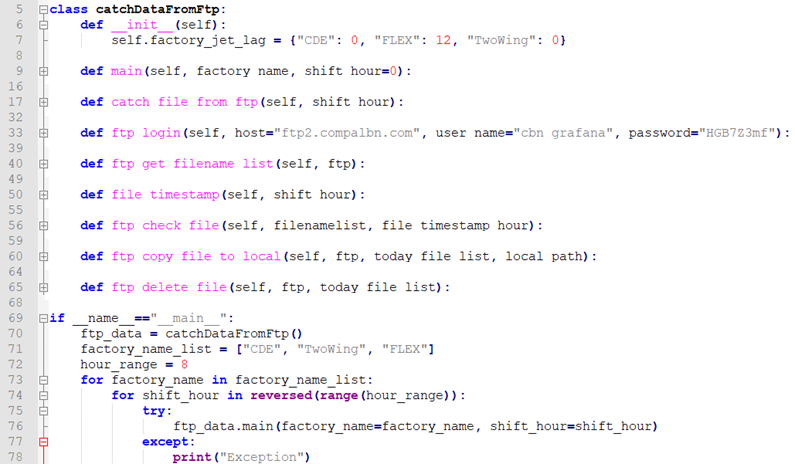 5 class catchDataFromFtp:
6 def __init__(self):
7 self.factory_jet_lag = {"CDE": 0, "FLEX": 12, "TwoWing": 0}
8
9 def main(self, factory name, shift hour=0):
16
17 def catch file from ftp(self, shift hour):
32
33 def ftp login(self, host="ftp2.compalbn.com", user name="cbn grafana", password="HGB7Z3mf"):
39
40 def ftp get filename list(self, ftp):
49
50 def file timestamp(self, shift hour):
55
56 def ftp check file(self, filenamelist, file timestamp hour):
59
60 def ftp copy file to local(self, ftp, today file list, local path):
64
65 def ftp delete file(self, ftp, today file list):
68
69 if __name__=="__main__":
70 ftp_data = catchDataFromFtp()
71 factory_name_list = ["CDE", "TwoWing", "FLEX"]
72 hour_range = 8
73 for factory_name in factory_name_list:
74 for shift_hour in reversed(range(hour_range)):
75 try:
76 ftp_data.main(factory_name=factory_name, shift_hour=shift_hour)
77 except:
78 print("Exception")